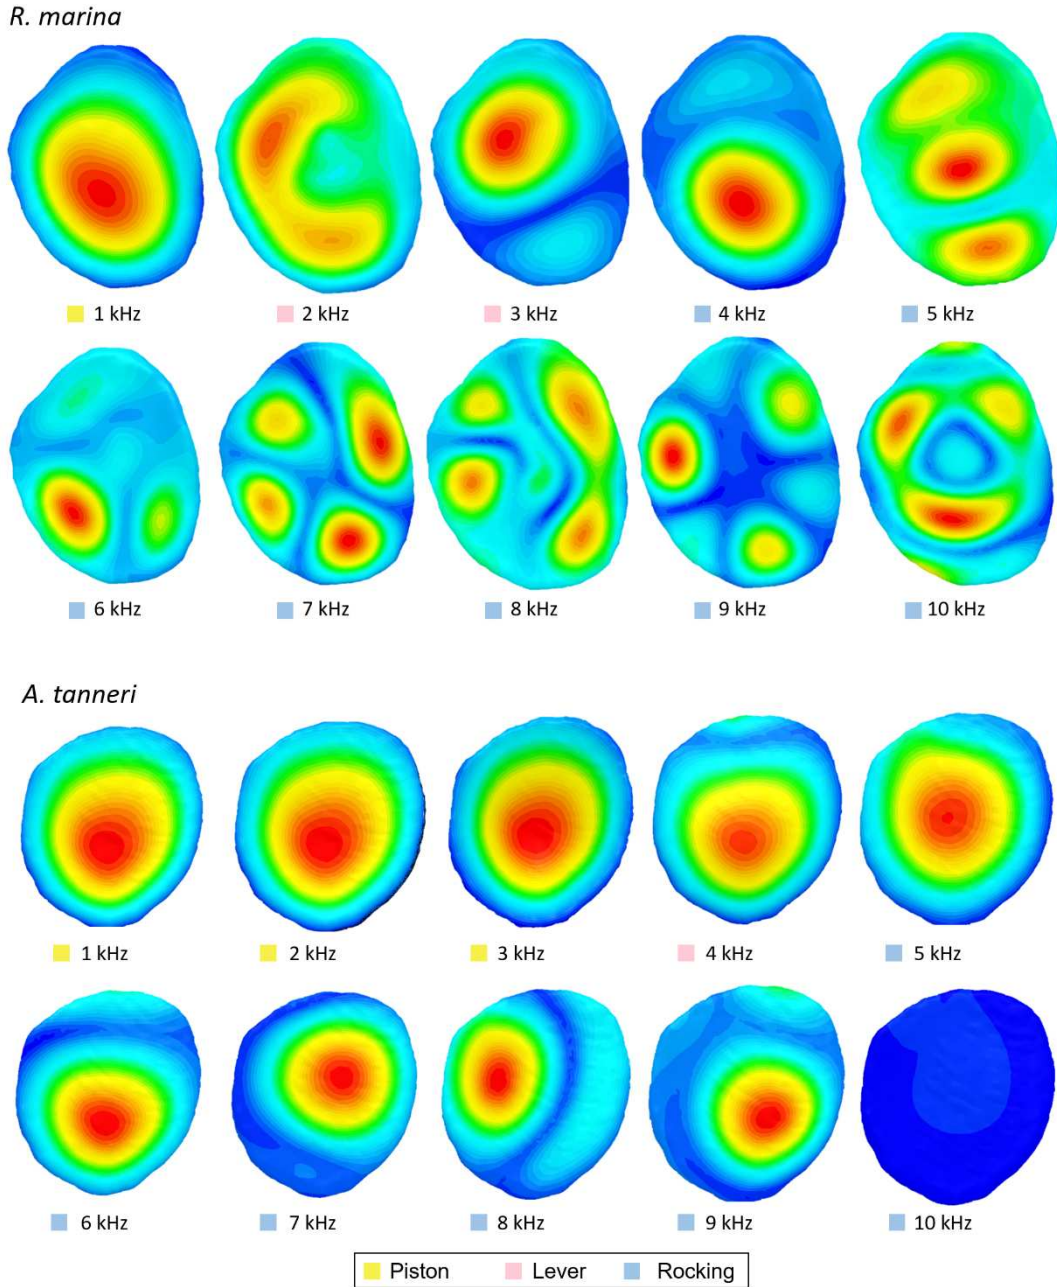 R. marina
1 kHz 2 kHz 3 kHz 4 kHz 5 kHz
6 kHz 7 kHz 8 kHz 9 kHz 10 kHz
A. tanneri
1 kHz 2 kHz 3 kHz 4 kHz 5 kHz
6 kHz 7 kHz 8 kHz 9 kHz 10 kHz
Piston Lever Rocking